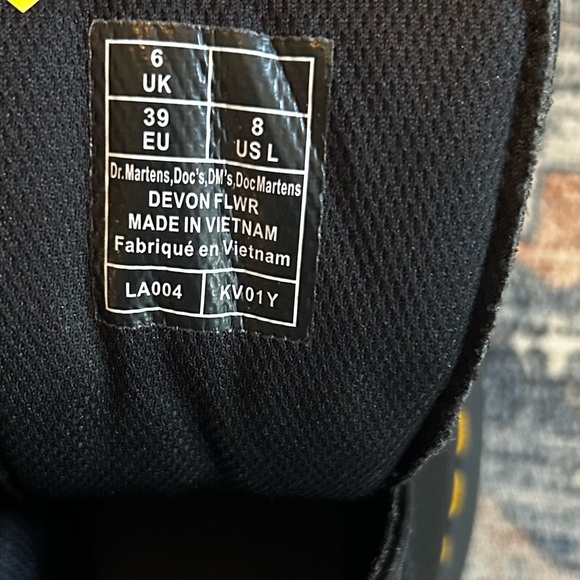 6
UK
39
EU
8
US L
Dr.Martens,Doc's,DM's,DocMartens
DEVON FLWR
MADE IN VIETNAM
Fabriqué en Vietnam
LA004
KV01Y